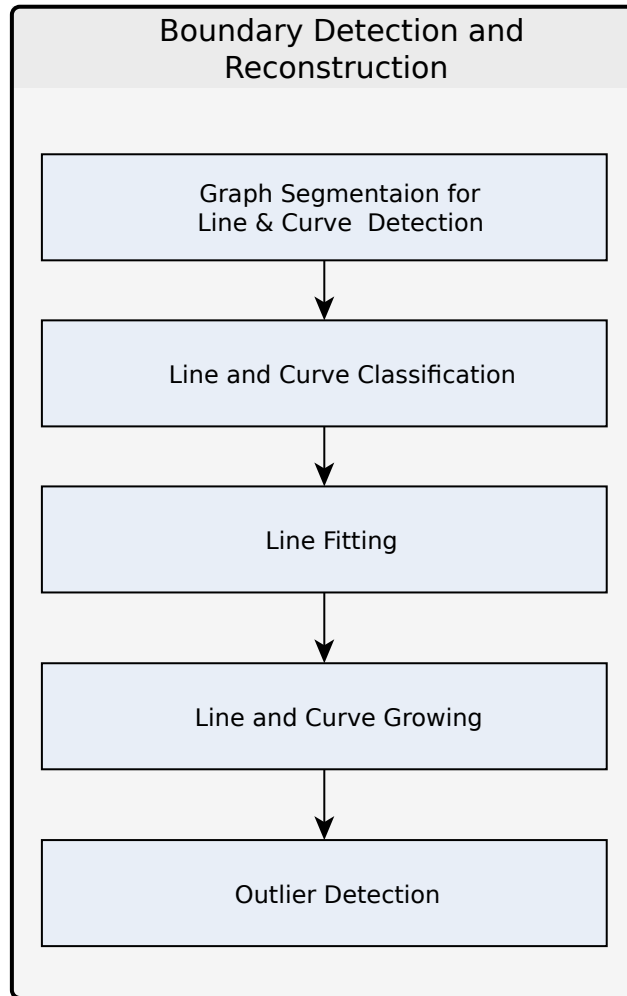 Boundary Detection and
Reconstruction
Graph Segmentaion for
Line & Curve  Detection
Line and Curve Classification
Line Fitting
Line and Curve Growing
Outlier Detection